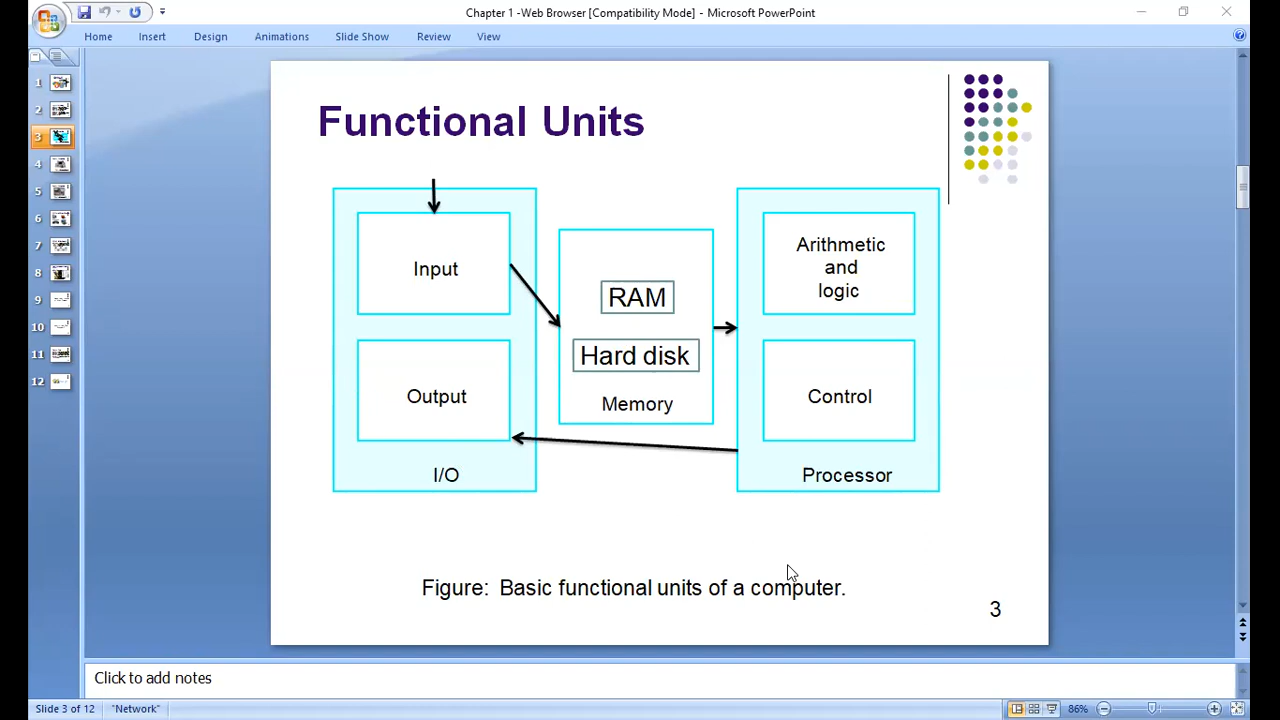 Chapter 1 -Web Browser [Compatibility Mode] - Microsoft PowerPoint
Home Insert Design Animations Slide Show Review View
1
2
3
4
5
6
7
8
9
10
11
12
Functional Units
Input
Output
I/O
RAM
Hard disk
Memory
Arithmetic
and
logic
Control
Processor
Figure: Basic functional units of a computer.
3
Click to add notes
Slide 3 of 12 "Network" 86%